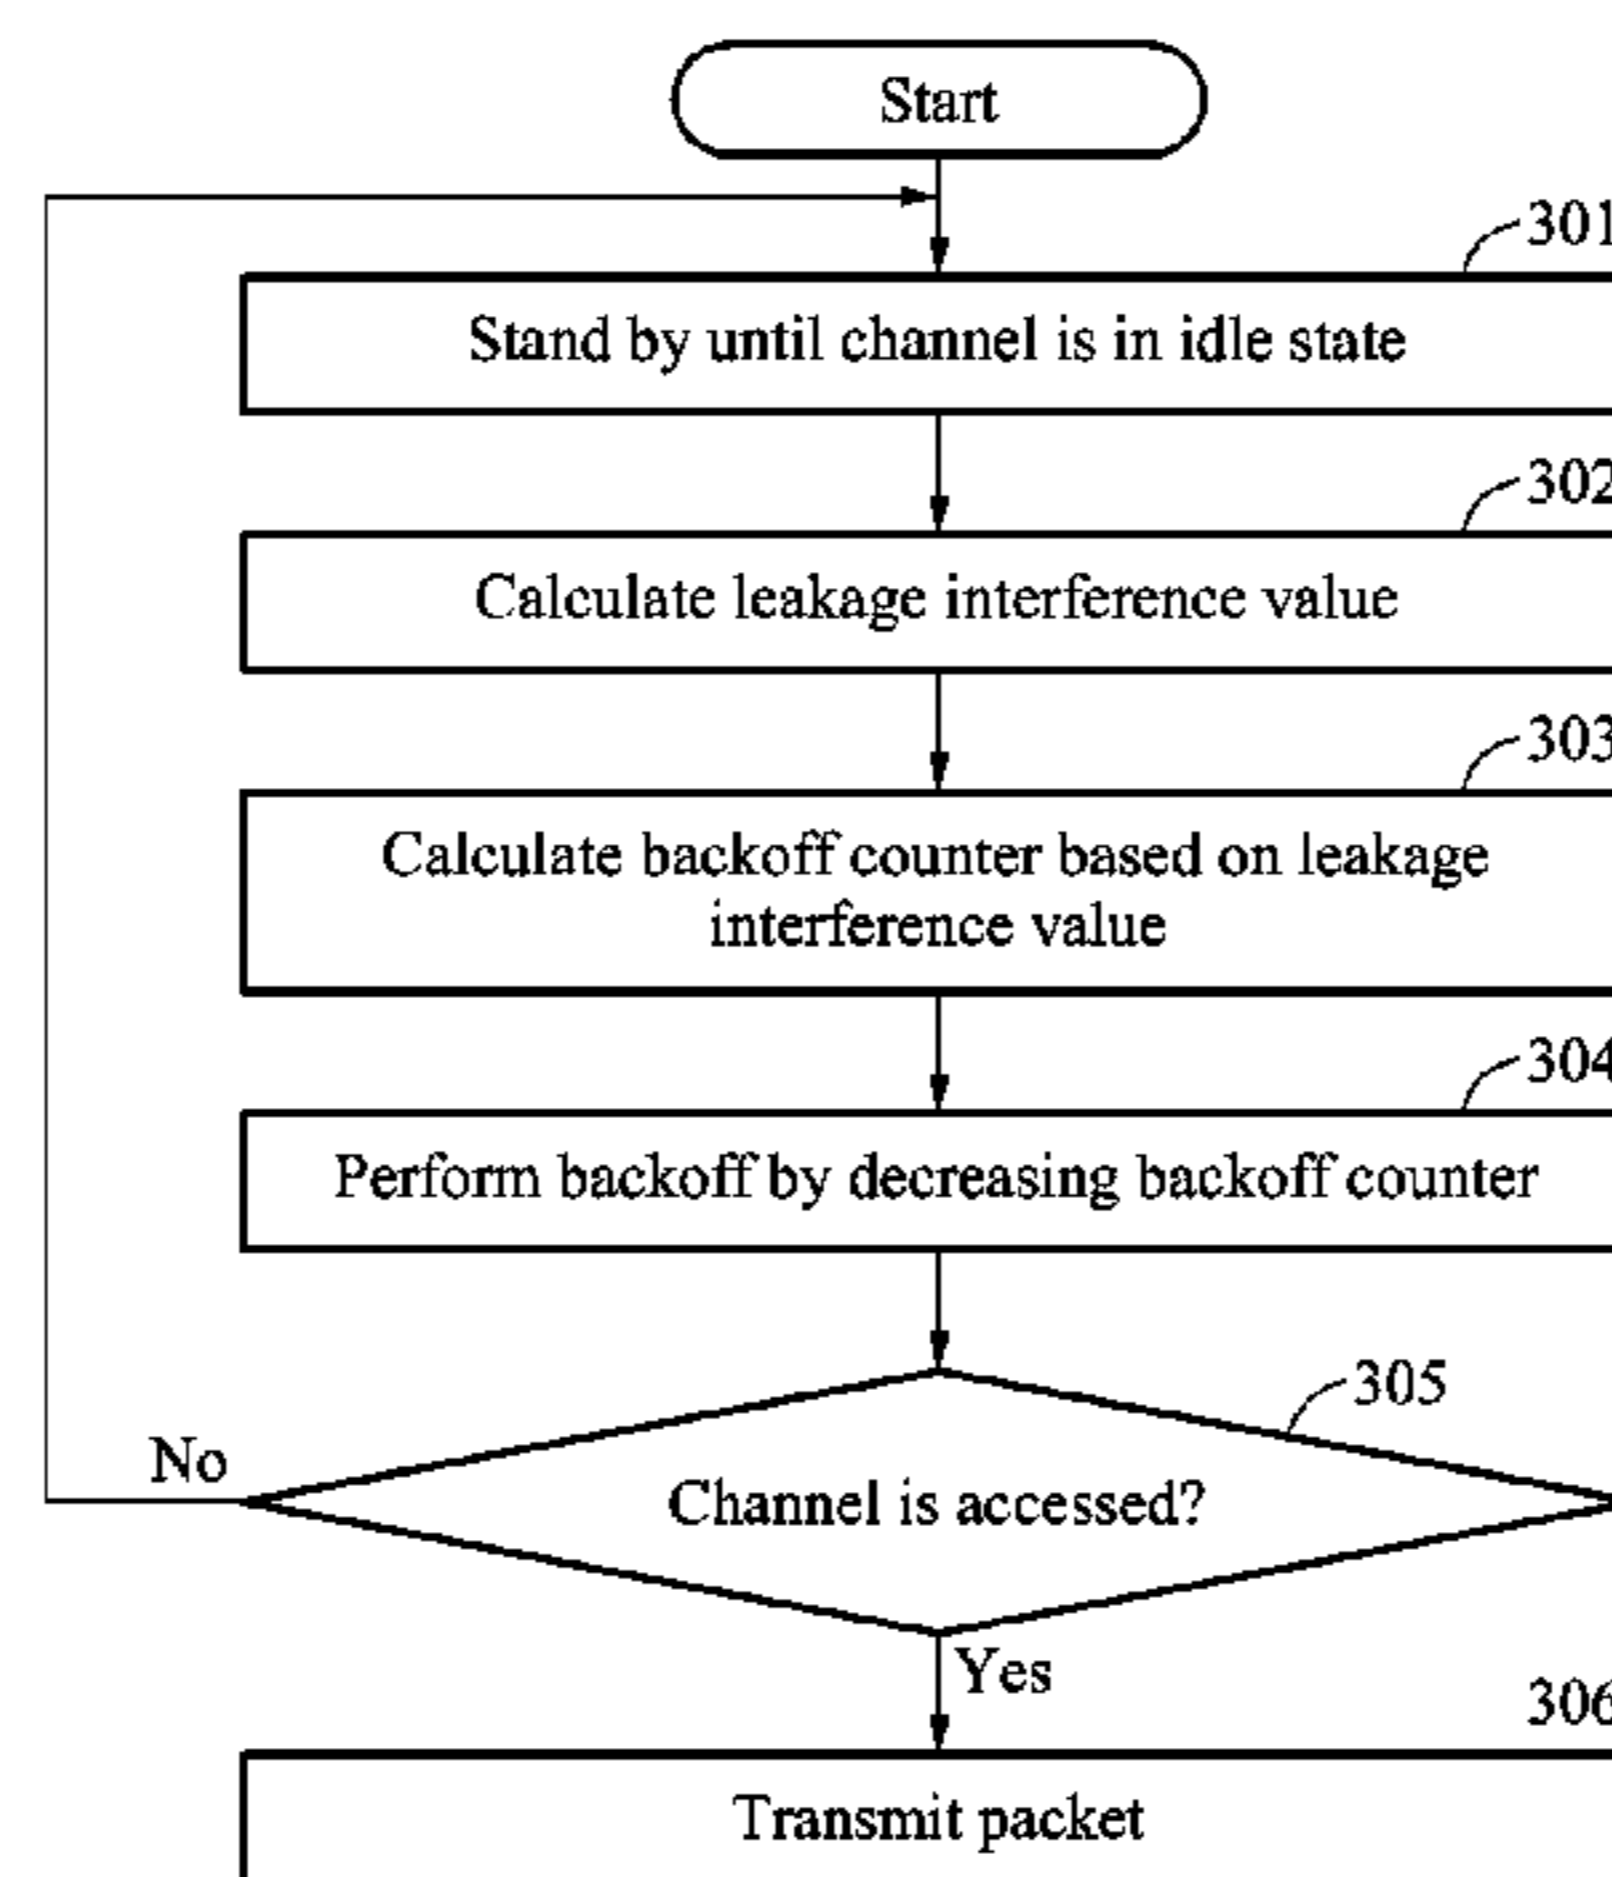 Start
301
Stand by until channel is in idle state
302
Calculate leakage interference value
303
Calculate backoff counter based on leakage
interference value
304
Perform backoff by decreasing backoff counter
305
No
Channel is accessed?
Yes
306
Transmit packet